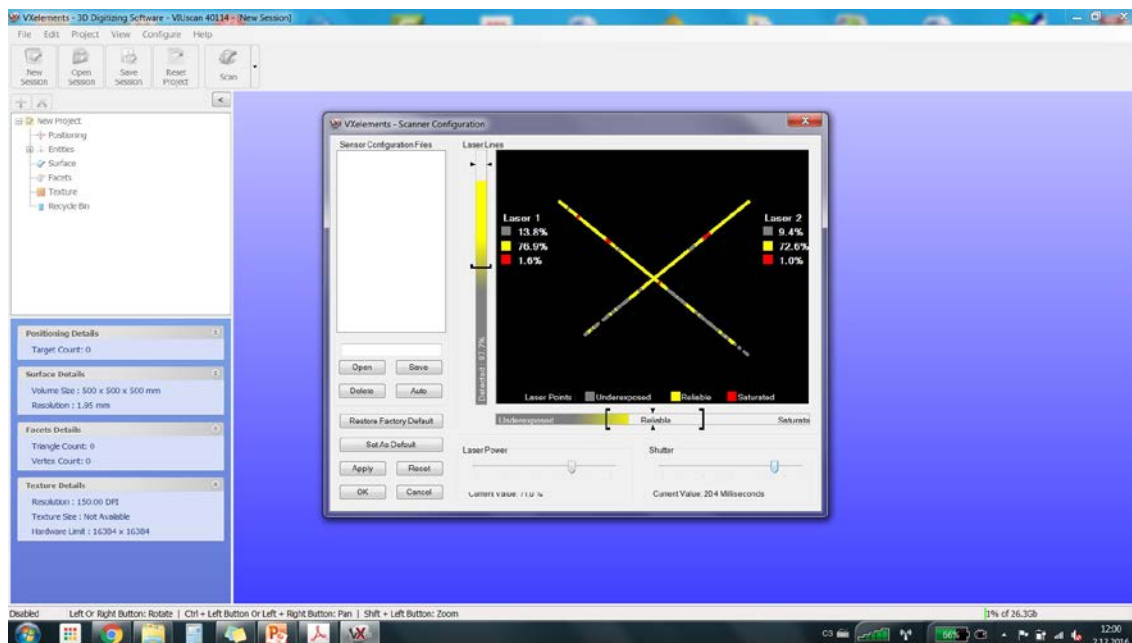 VXelements - 3D Digitizing Software - VIUscan 40114 - [New Session]
File Edit Project View Configure Help
New Session
Open Session
Save Session
Reset Project
Scan
New Project
Positioning
Entities
Surface
Facets
Texture
Recycle Bin
Positioning Details
Target Count: 0
Surface Details
Volume Size : 500 x 500 x 500 mm
Resolution : 1.95 mm
Facets Details
Triangle Count: 0
Vertex Count: 0
Texture Details
Resolution : 150.00 DPI
Texture Size : Not Available
Hardware Limit : 16384 x 16384
VXelements - Scanner Configuration
Sensor Configuration Files
Open Save
Delete Auto
Restore Factory Default
Set As Default
Apply Reset
OK Cancel
Laser Lines
Laser 1
13.8%
76.9%
1.6%
Laser 2
9.4%
72.6%
1.0%
Laser Points Underexposed Reliable Saturated
Underexposed Reliable Saturate
Laser Power
Current Value: 71.0 %
Shutter
Current Value: 20.4 Milliseconds
Disabled Left Or Right Button: Rotate | Ctrl + Left Button Or Left + Right Button: Pan | Shift + Left Button: Zoom
1% of 26.3Gb
CS
56%
12:00
2.12.2016